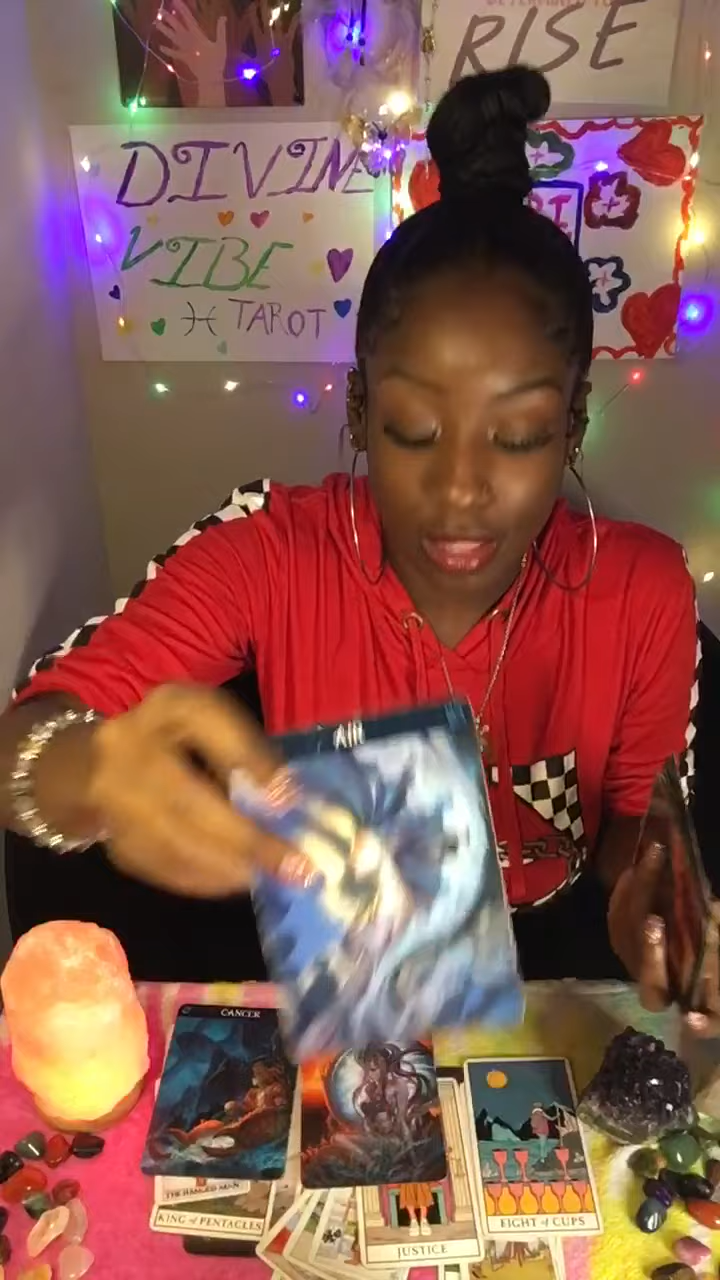 RISE
DIVINE
VIBE
♓ TAROT
CANCER
THE HANGED MAN
KING of PENTACLES
JUSTICE
EIGHT of CUPS